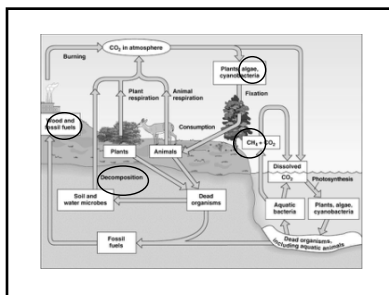 CO₂ in atmosphere
Burning
Plants, algae,
cyanobacteria
Plant
respiration
Animal
respiration
Fixation
Wood and
fossil fuels
Consumption
CH₄ + CO₂
Plants
Animals
Dissolved
CO₂
Photosynthesis
Decomposition
Soil and
water microbes
Dead
organisms
Aquatic
bacteria
Plants, algae,
cyanobacteria
Fossil
fuels
Dead organisms,
including aquatic animals